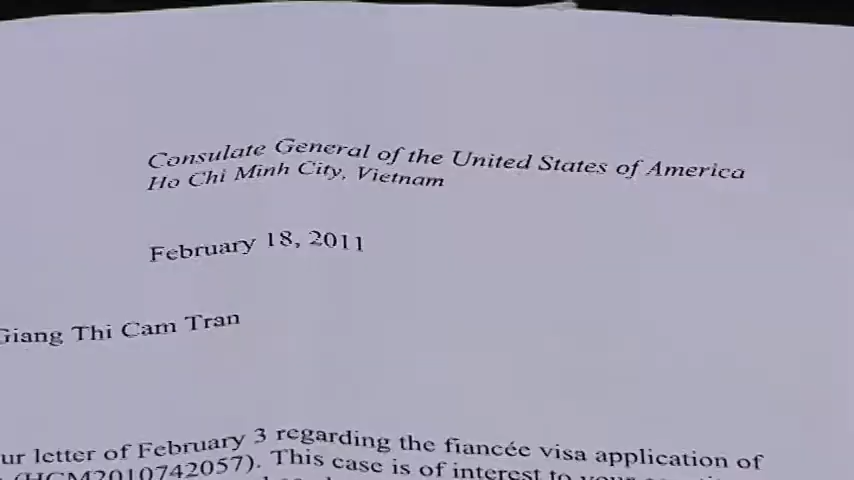 Consulate General of the United States of America
Ho Chi Minh City, Vietnam
February 18, 2011
Giang Thi Cam Tran
ur letter of February 3 regarding the fiancée visa application of
(HCM2010742057). This case is of interest to your